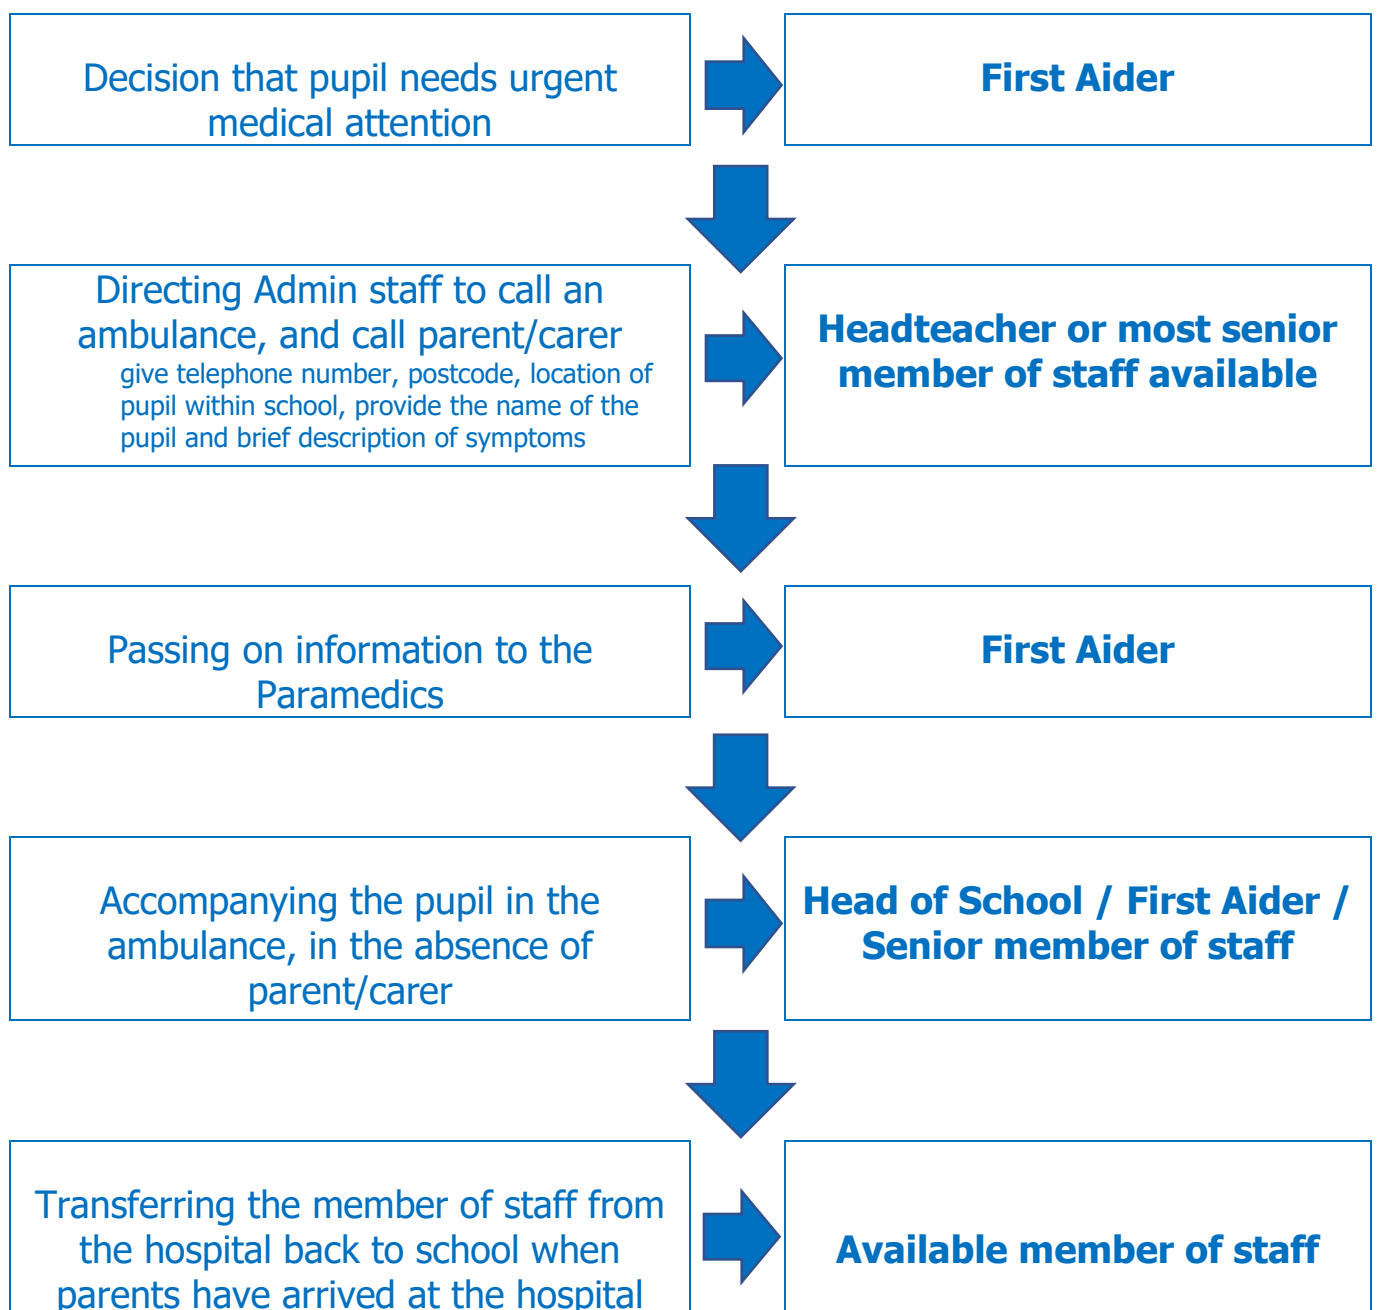 Decision that pupil needs urgent
medical attention
First Aider
Directing Admin staff to call an
ambulance, and call parent/carer
give telephone number, postcode, location of
pupil within school, provide the name of the
pupil and brief description of symptoms
Headteacher or most senior
member of staff available
Passing on information to the
Paramedics
First Aider
Accompanying the pupil in the
ambulance, in the absence of
parent/carer
Head of School / First Aider /
Senior member of staff
Transferring the member of staff from
the hospital back to school when
parents have arrived at the hospital
Available member of staff